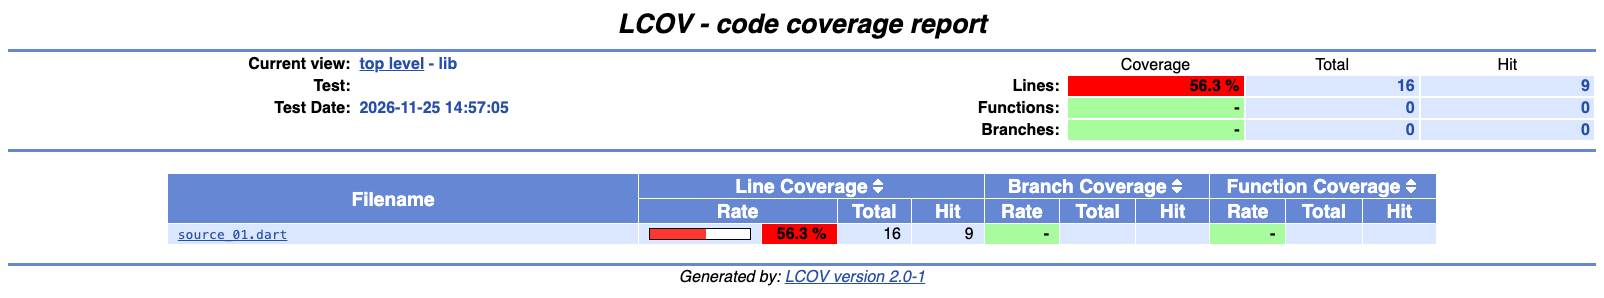 LCOV - code coverage report
Current view: top level - lib
Coverage Total Hit
Test:
Lines: 56.3 % 16 9
Test Date: 2026-11-25 14:57:05
Functions: - 0 0
Branches: - 0 0
Filename Line Coverage Branch Coverage Function Coverage
Rate Total Hit Rate Total Hit Rate Total Hit
source_01.dart 56.3 % 16 9 - -
Generated by: LCOV version 2.0-1